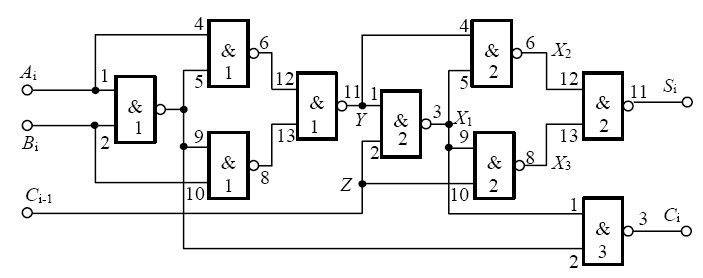 4 6 4 6 X₂
& 1 & 2
Aᵢ 1 5 12 11 1 5 12 11 Sᵢ
& 1 & 1 Y & 2 3 X₁ & 2
Bᵢ 2 9 13 2 9 13
& 1 8 & 2 8 X₃
10 Z 10
Cᵢ₋₁ 1 3 Cᵢ
& 3
2